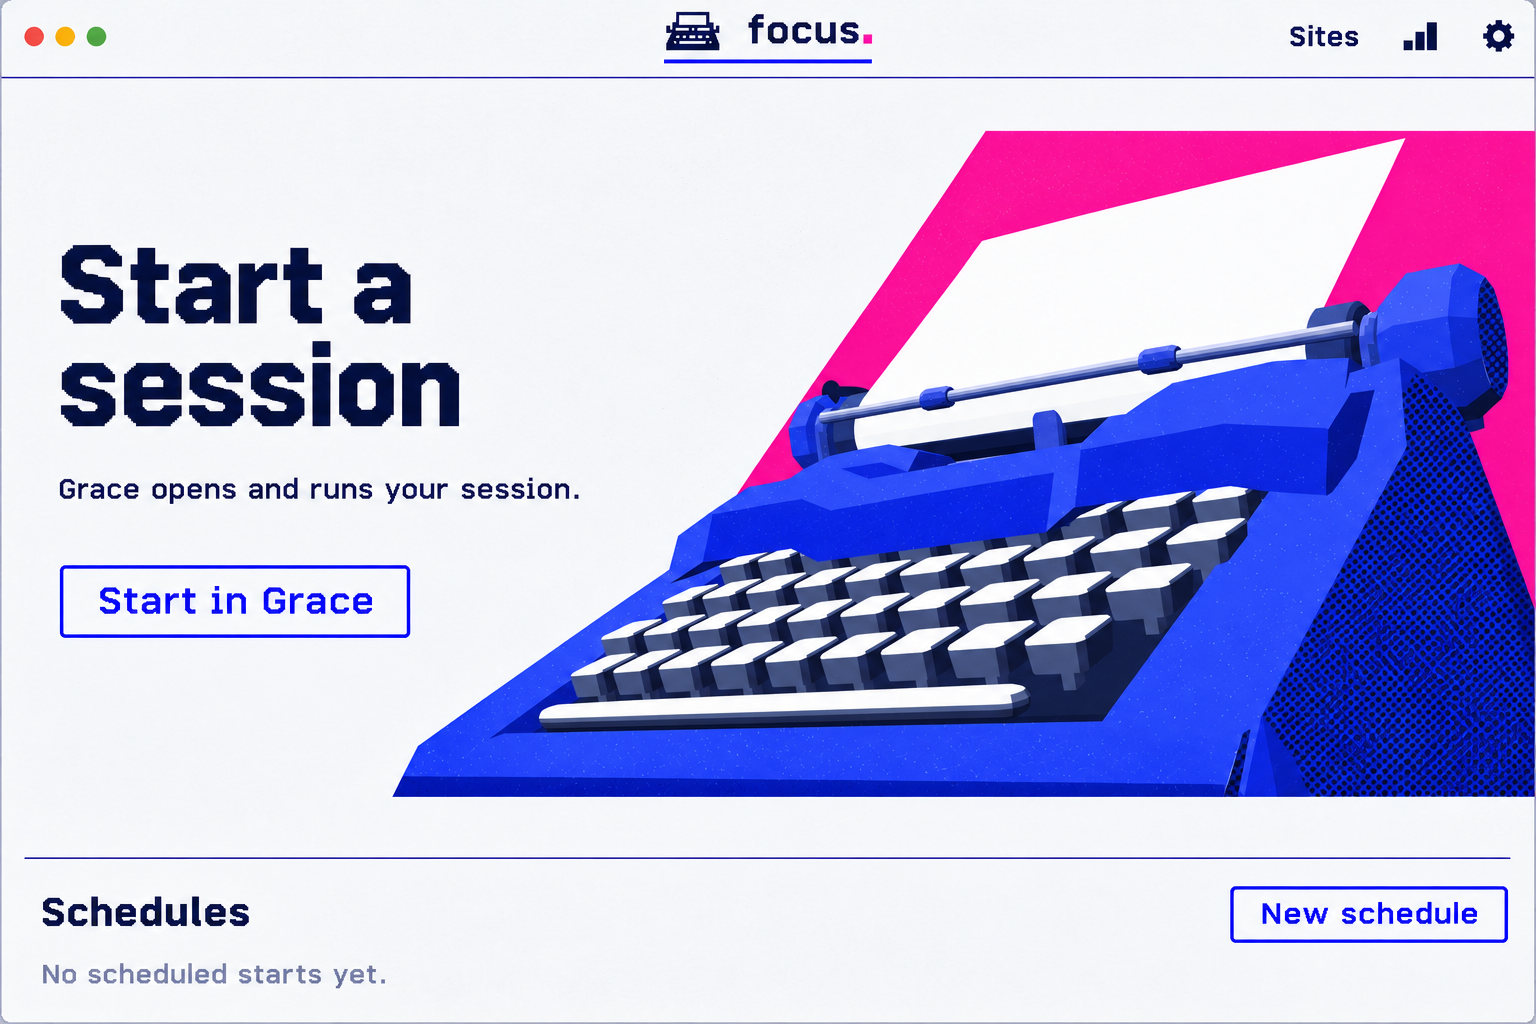 focus.
Sites
Start a
session
Grace opens and runs your session.
Start in Grace
Schedules
New schedule
No scheduled starts yet.